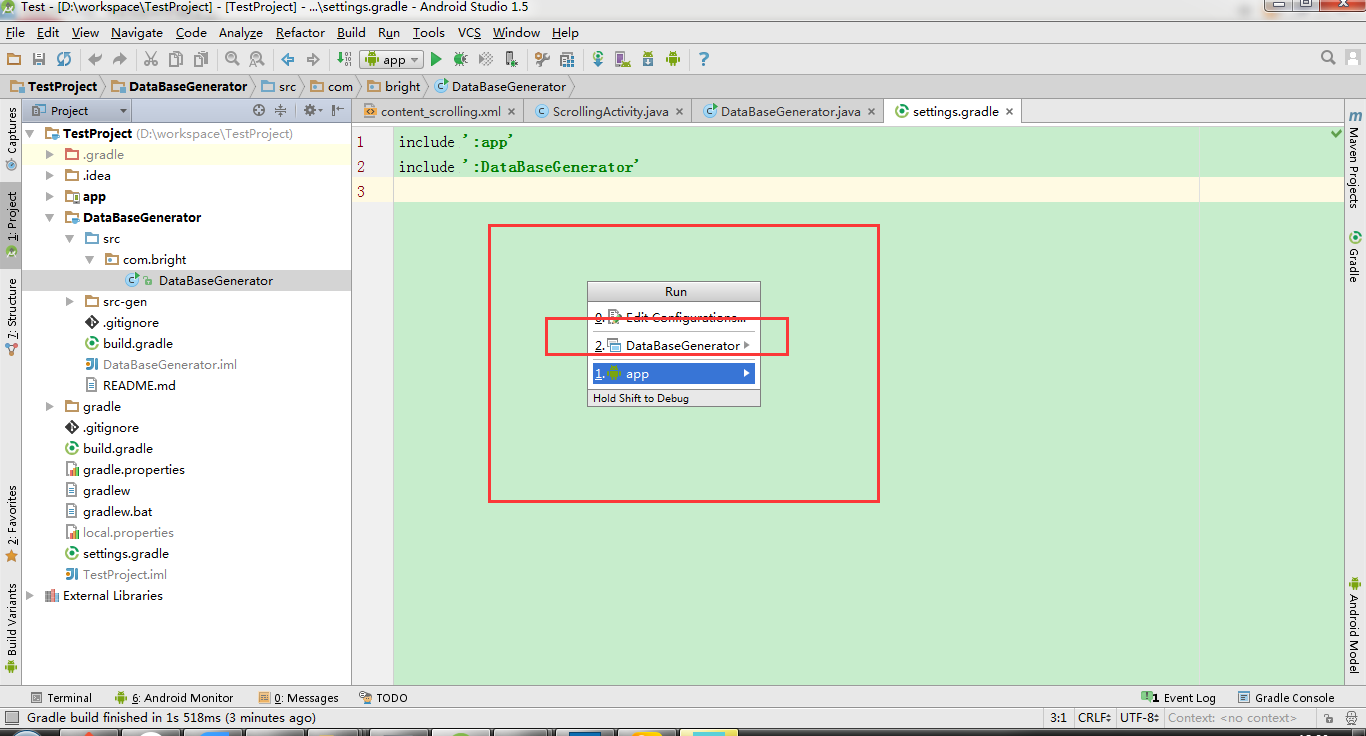 Test - [D:\workspace\TestProject] - [TestProject] - ...\settings.gradle - Android Studio 1.5
File Edit View Navigate Code Analyze Refactor Build Run Tools VCS Window Help
app
TestProject DataBaseGenerator src com bright DataBaseGenerator
Project
content_scrolling.xml ScrollingActivity.java DataBaseGenerator.java settings.gradle
Captures
1: Project
7: Structure
2: Favorites
Build Variants
TestProject (D:\workspace\TestProject)
.gradle
.idea
app
DataBaseGenerator
src
com.bright
DataBaseGenerator
src-gen
.gitignore
build.gradle
DataBaseGenerator.iml
README.md
gradle
.gitignore
build.gradle
gradle.properties
gradlew
gradlew.bat
local.properties
settings.gradle
TestProject.iml
External Libraries
1 include ':app'
2 include ':DataBaseGenerator'
3
Run
0. Edit Configurations...
2. DataBaseGenerator
1. app
Hold Shift to Debug
Maven Projects
Gradle
Android Model
Terminal 6: Android Monitor 0: Messages TODO 1 Event Log Gradle Console
Gradle build finished in 1s 518ms (3 minutes ago) 3:1 CRLF UTF-8 Context: <no context>